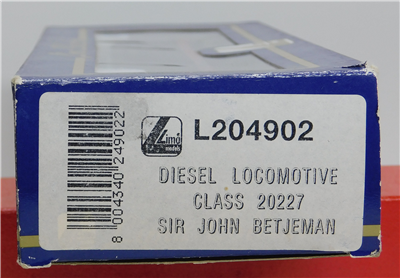 Lima
models
L204902
DIESEL LOCOMOTIVE
CLASS 20227
SIR JOHN BETJEMAN
8 004340 249022